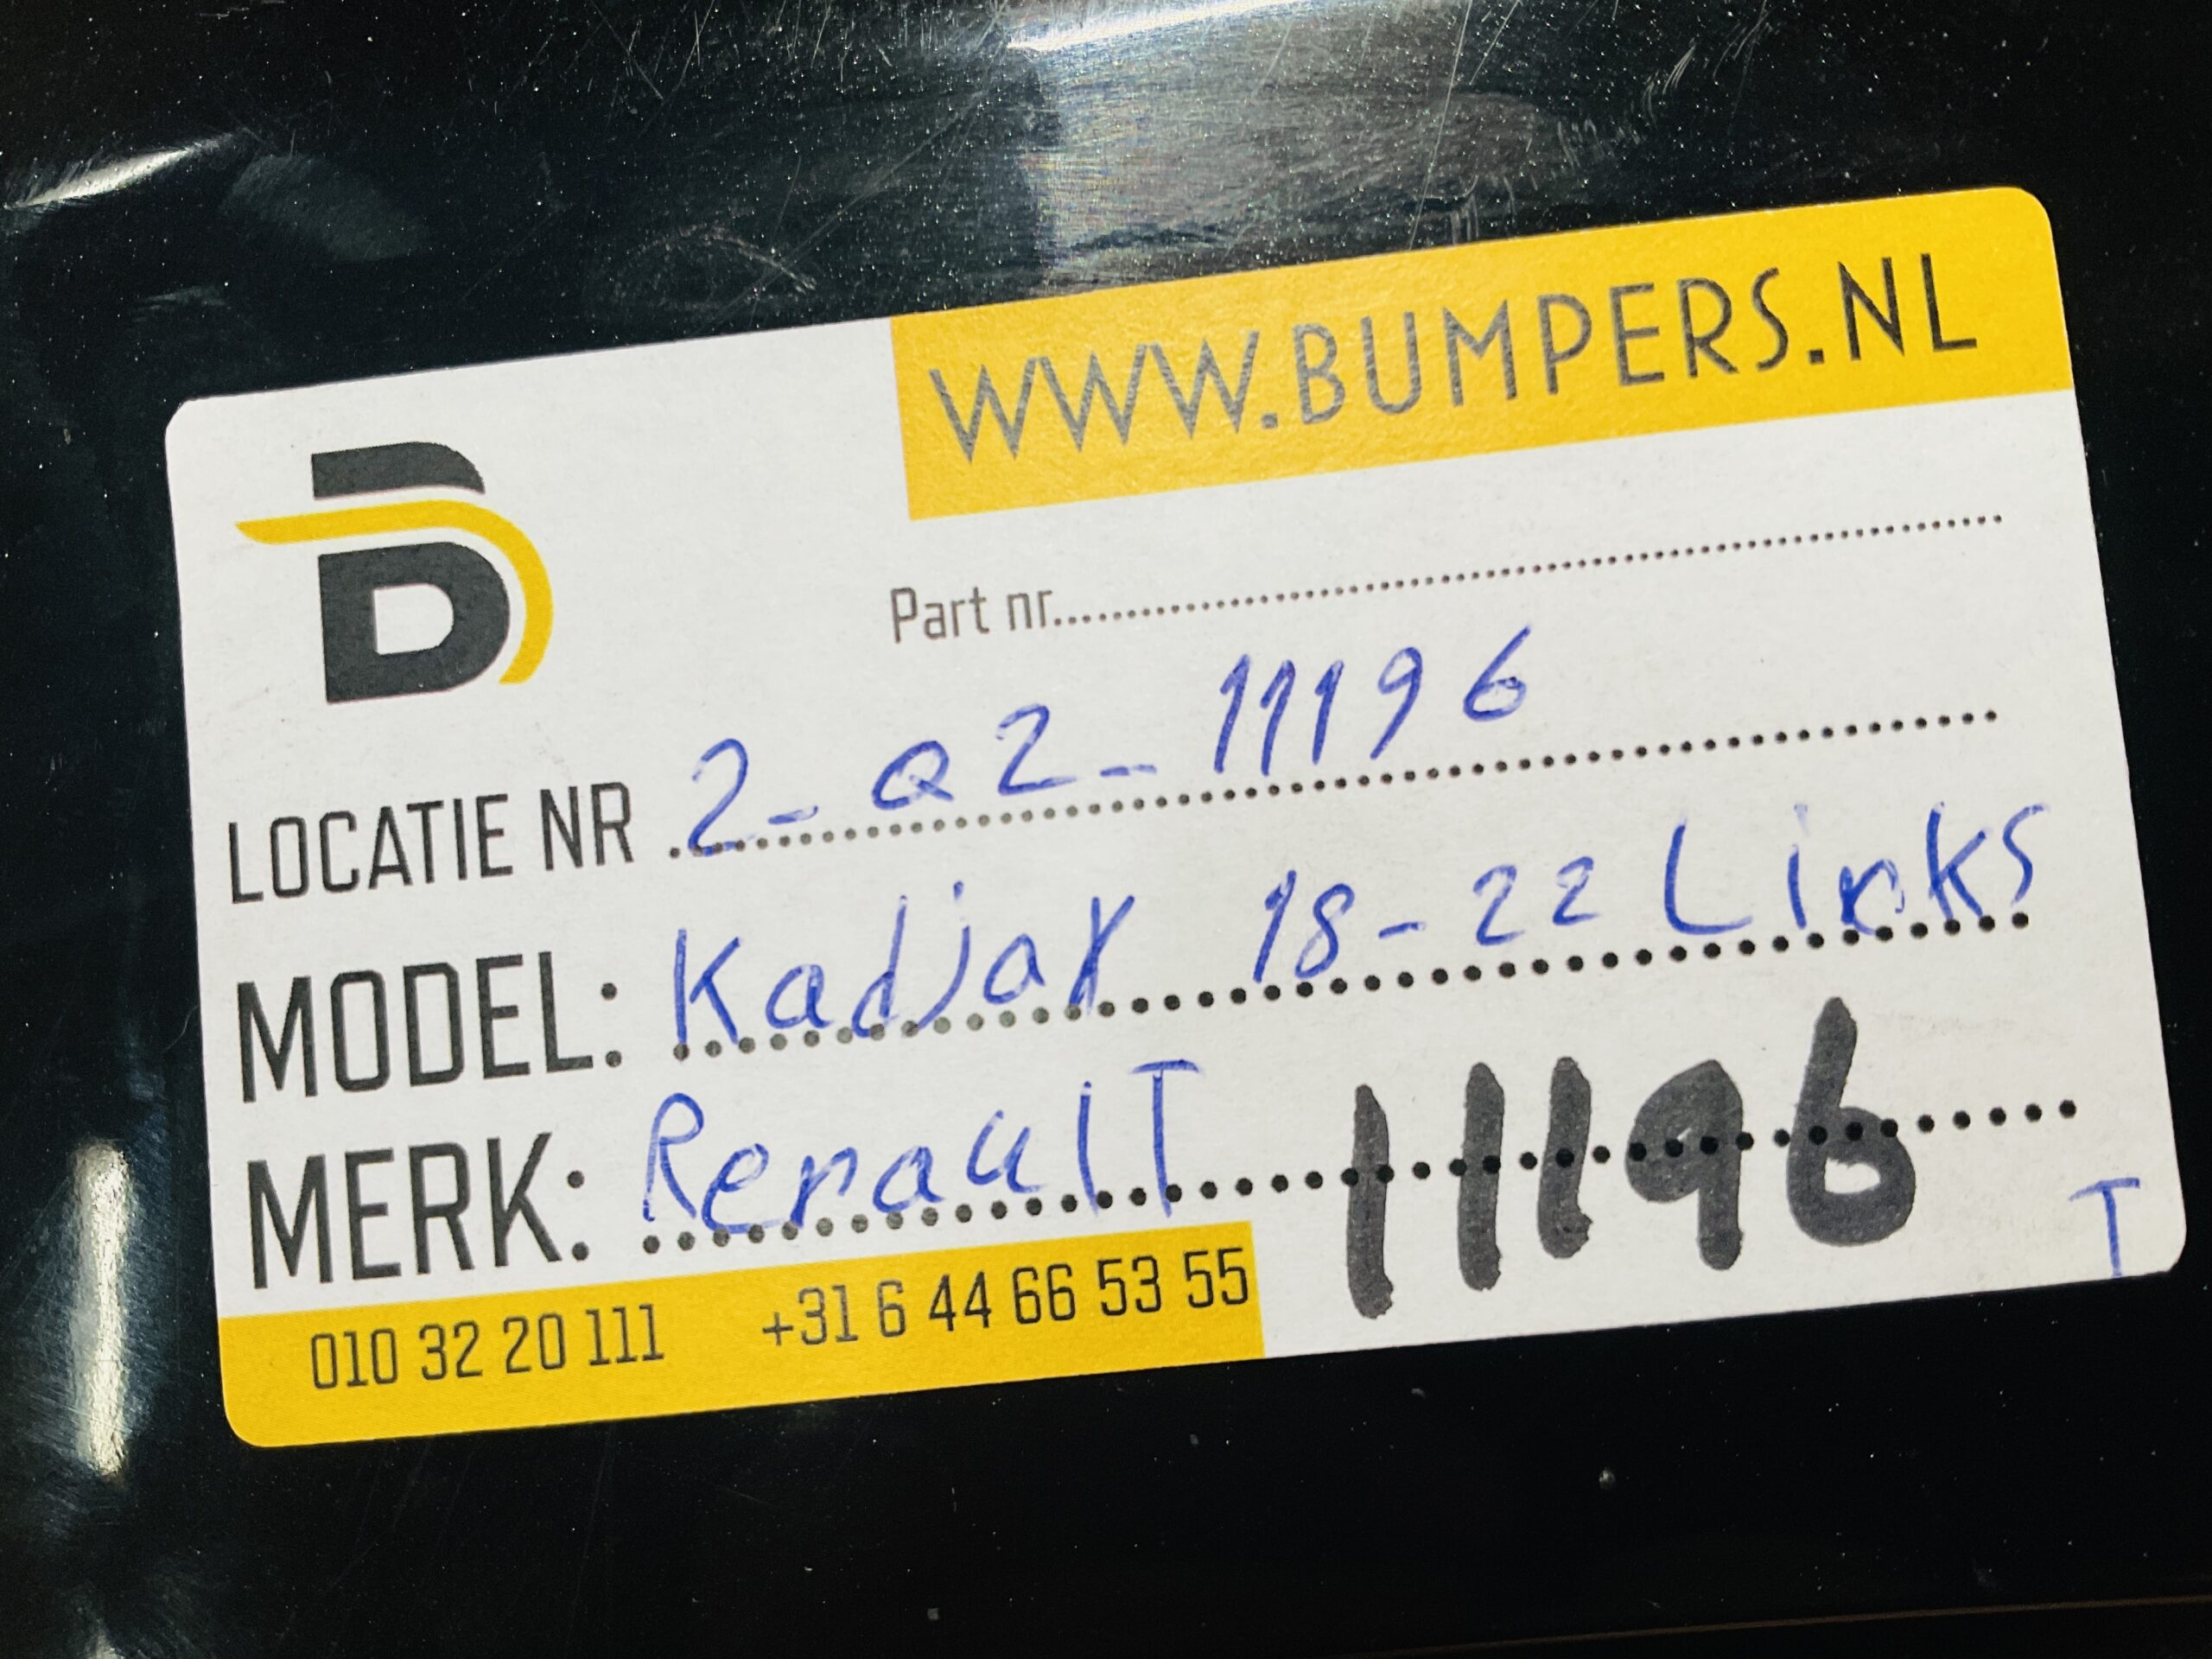 WWW.BUMPERS.NL
Part nr.
LOCATIE NR 2-Q2-11196
MODEL: Kadjar 18-22 Links
MERK: Renault
11196
T
010 32 20 111 +31 6 44 66 53 55